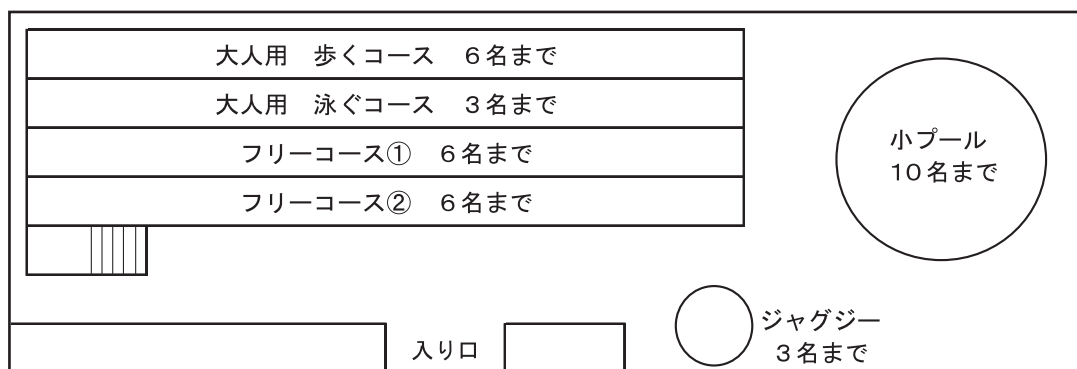 大人用　歩くコース　６名まで
大人用　泳ぐコース　３名まで
フリーコース①　６名まで
フリーコース②　６名まで
小プール
10名まで
ジャグジー
３名まで
入り口